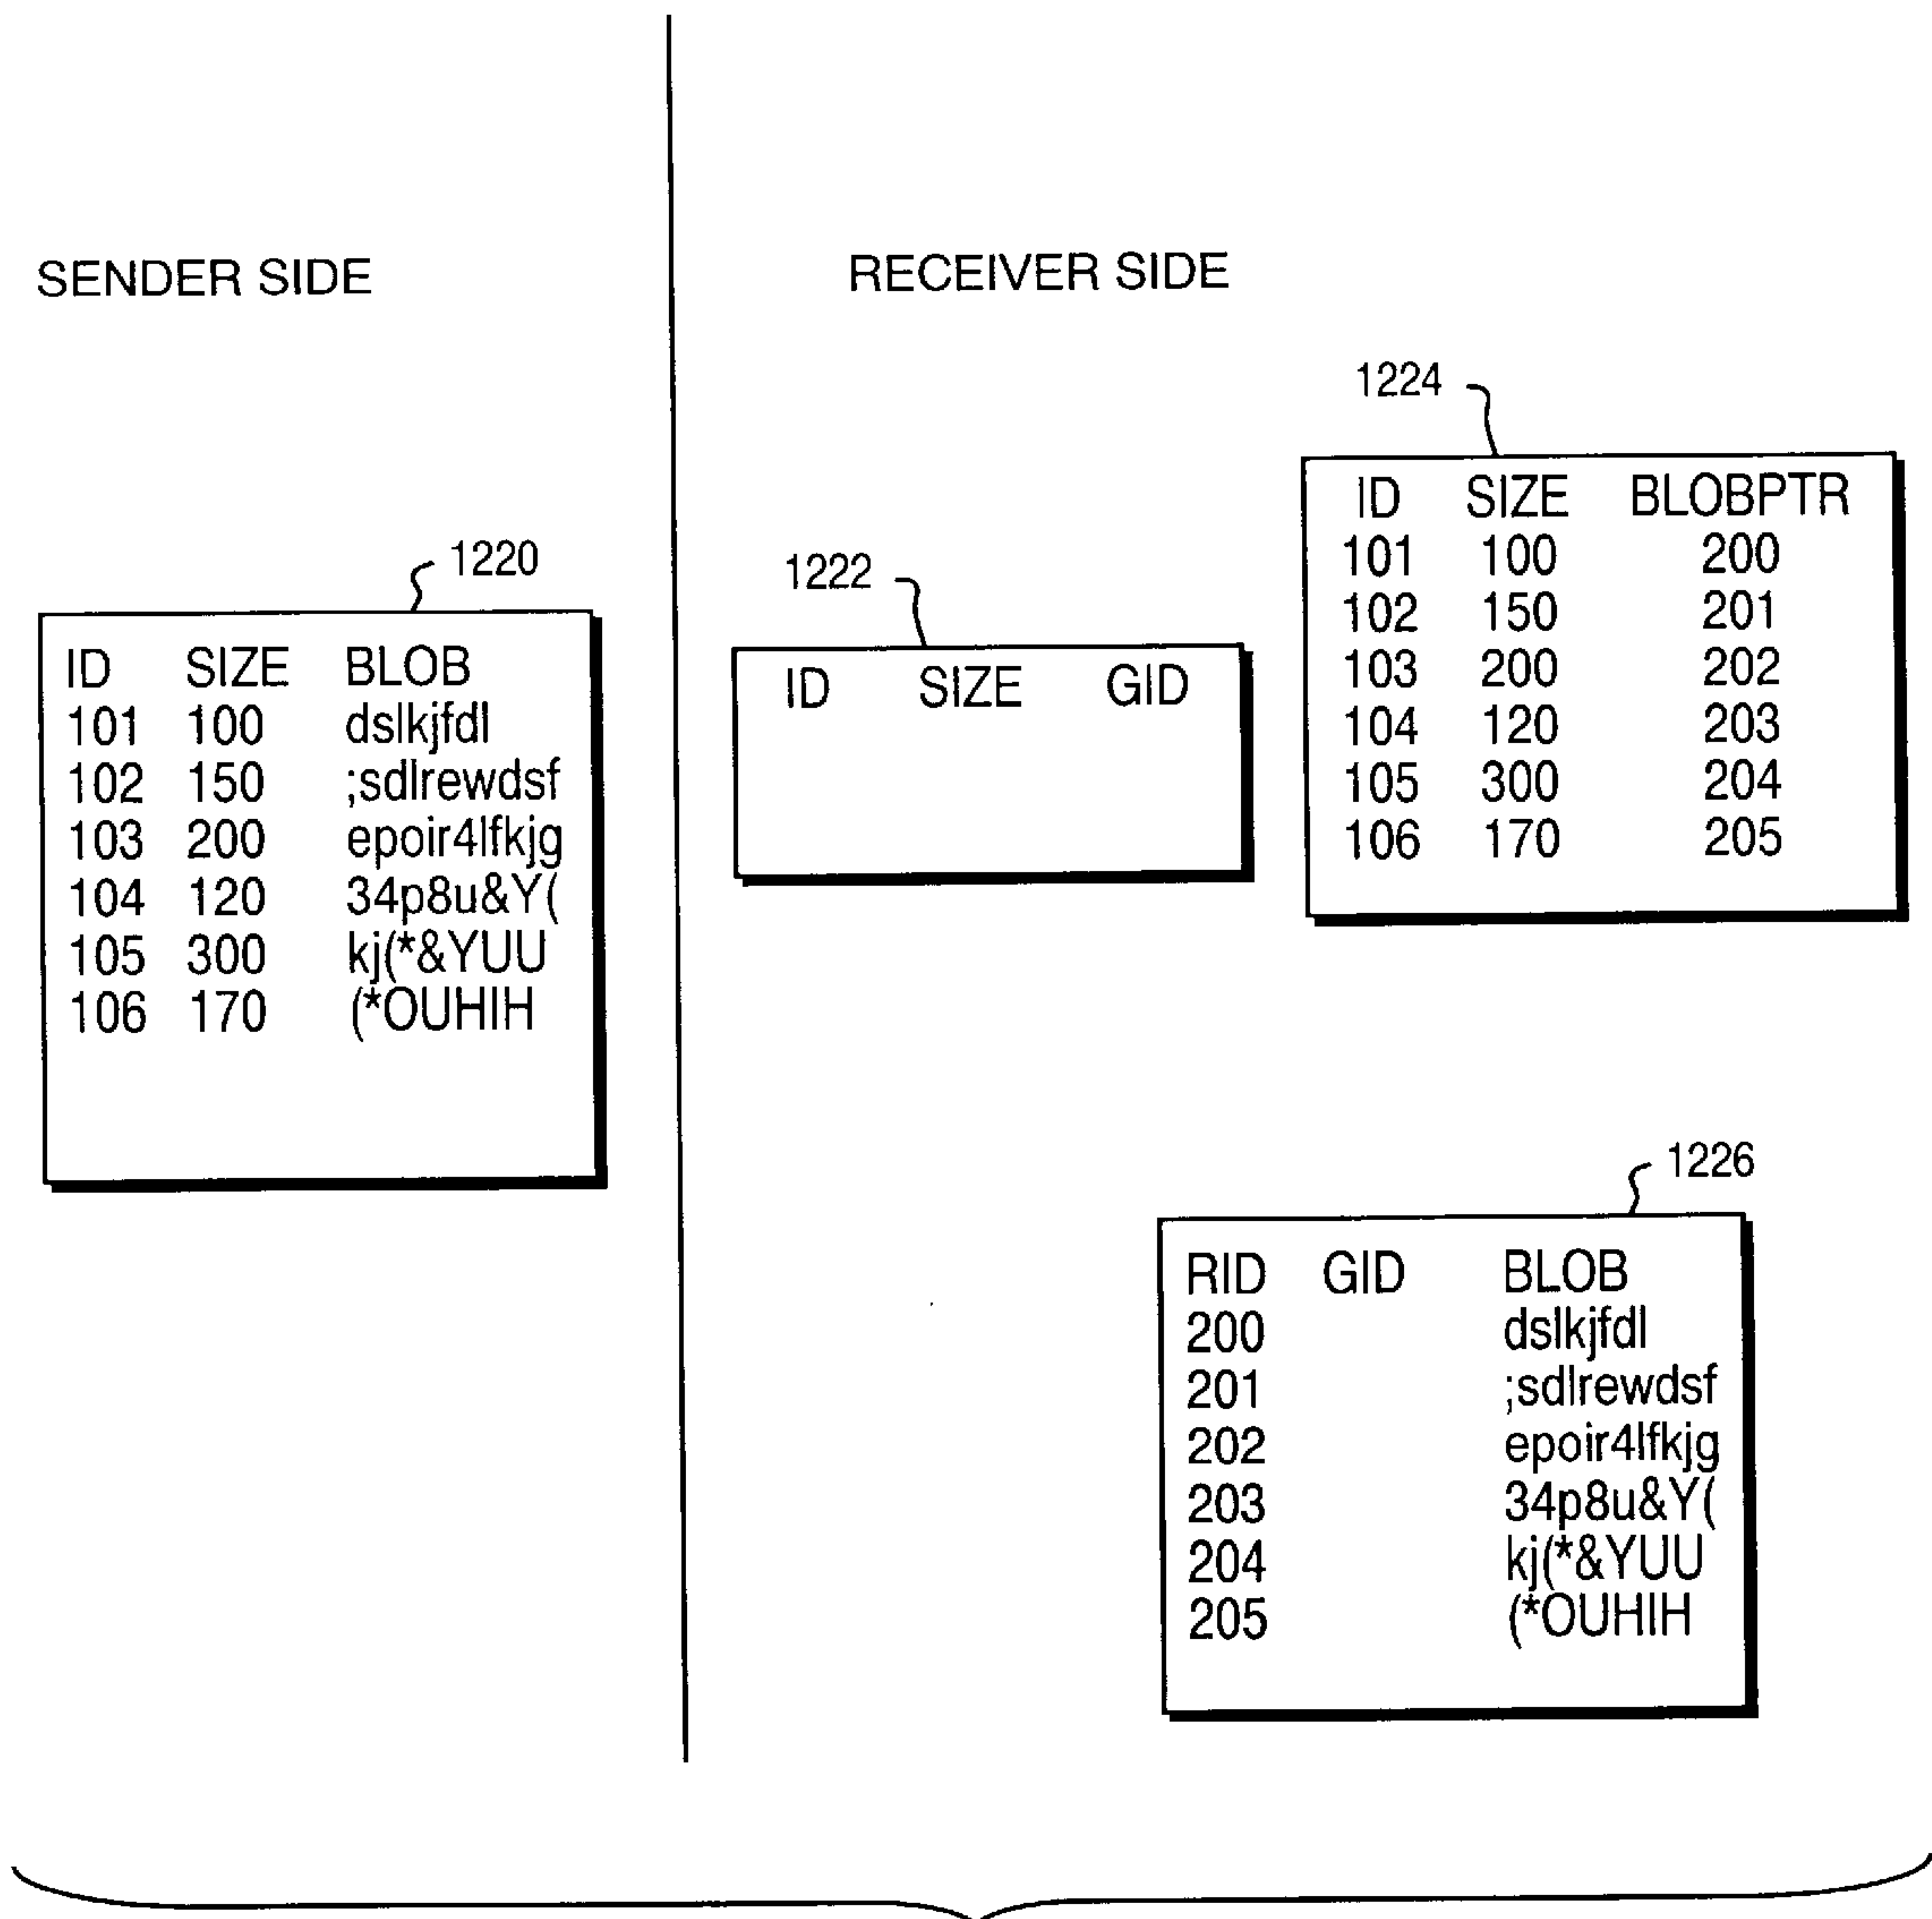 SENDER SIDE
RECEIVER SIDE
1220
ID SIZE BLOB
101 100 dslkjfdl
102 150 ;sdlrewdsf
103 200 epoir4lfkjg
104 120 34p8u&Y(
105 300 kj(*&YUU
106 170 (*OUHIH
1222
ID SIZE GID
1224
ID SIZE BLOBPTR
101 100 200
102 150 201
103 200 202
104 120 203
105 300 204
106 170 205
1226
RID GID BLOB
200 dslkjfdl
201 ;sdlrewdsf
202 epoir4lfkjg
203 34p8u&Y(
204 kj(*&YUU
205 (*OUHIH